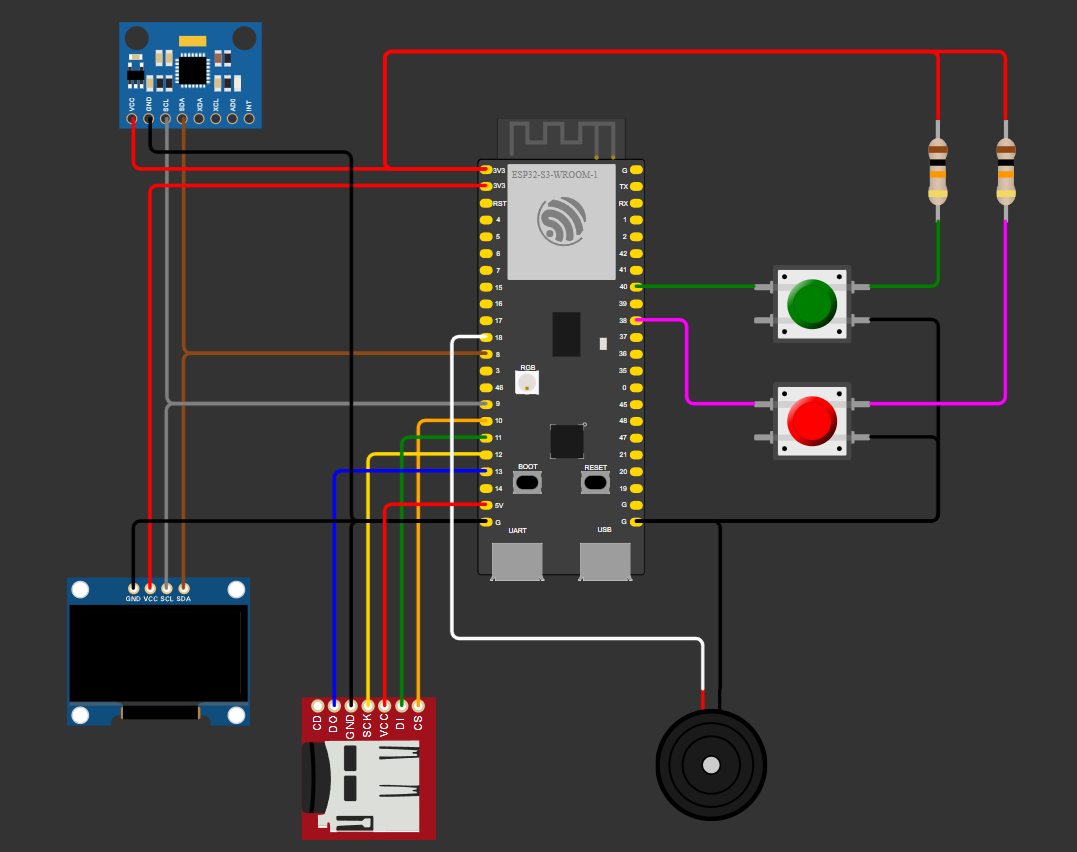 VCC GND SCL SDA XDA XCL AD0 INT
ESP32-S3-WROOM-1
3V3 G
3V3 TX
RST RX
4 1
5 2
6 42
7 41
15 40
16 39
17 38
18 37
8 36
3 35
46 0
9 45
10 48
11 47
12 21
13 20
14 19
5V G
G G
RGB
BOOT RESET
UART USB
GND VCC SCL SDA
CD DO GND SCK VCC DI CS